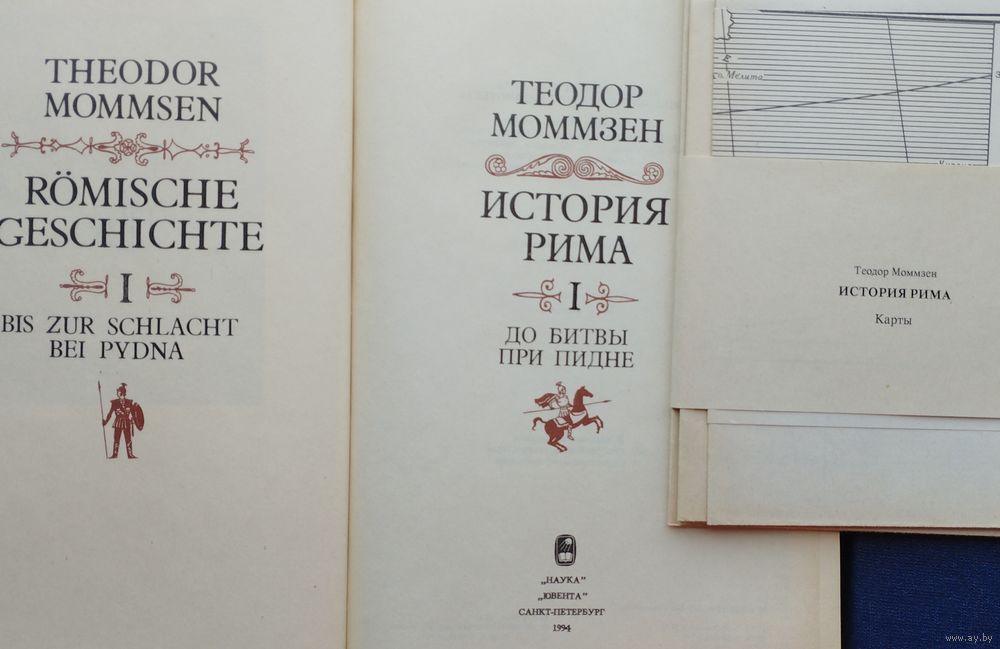 THEODOR
MOMMSEN
RÖMISCHE
GESCHICHTE
I
BIS ZUR SCHLACHT
BEI PYDNA
ТЕОДОР
МОММЗЕН
ИСТОРИЯ
РИМА
I
ДО БИТВЫ
ПРИ ПИДНЕ
„НАУКА"
„ЮВЕНТА"
САНКТ-ПЕТЕРБУРГ
1994
о. Мелита
Теодор Моммзен
ИСТОРИЯ РИМА
Карты
www.ay.by